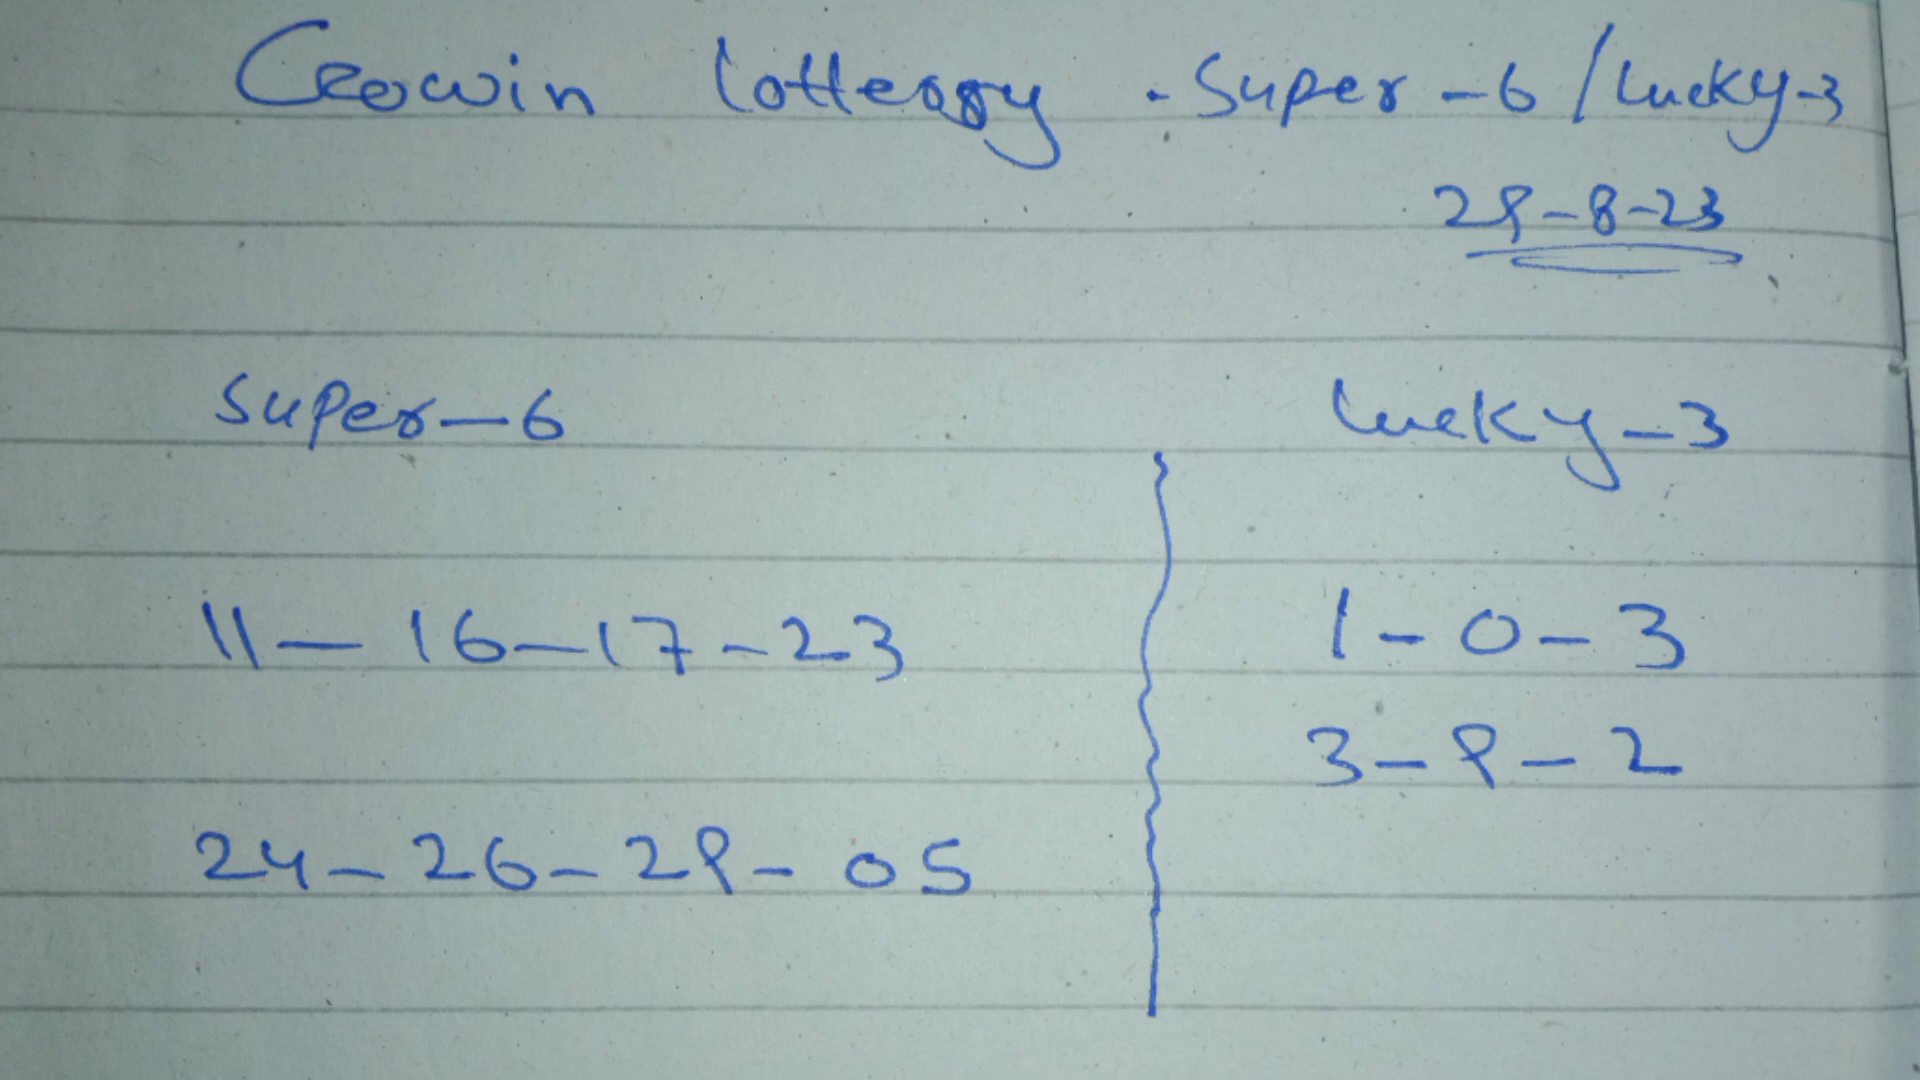 Crowin lottery . Super - 6 / Lucky-3
29-8-23
Super-6
Lucky-3
11-16-17-23
1-0-3
3-9-2
24-26-29-05